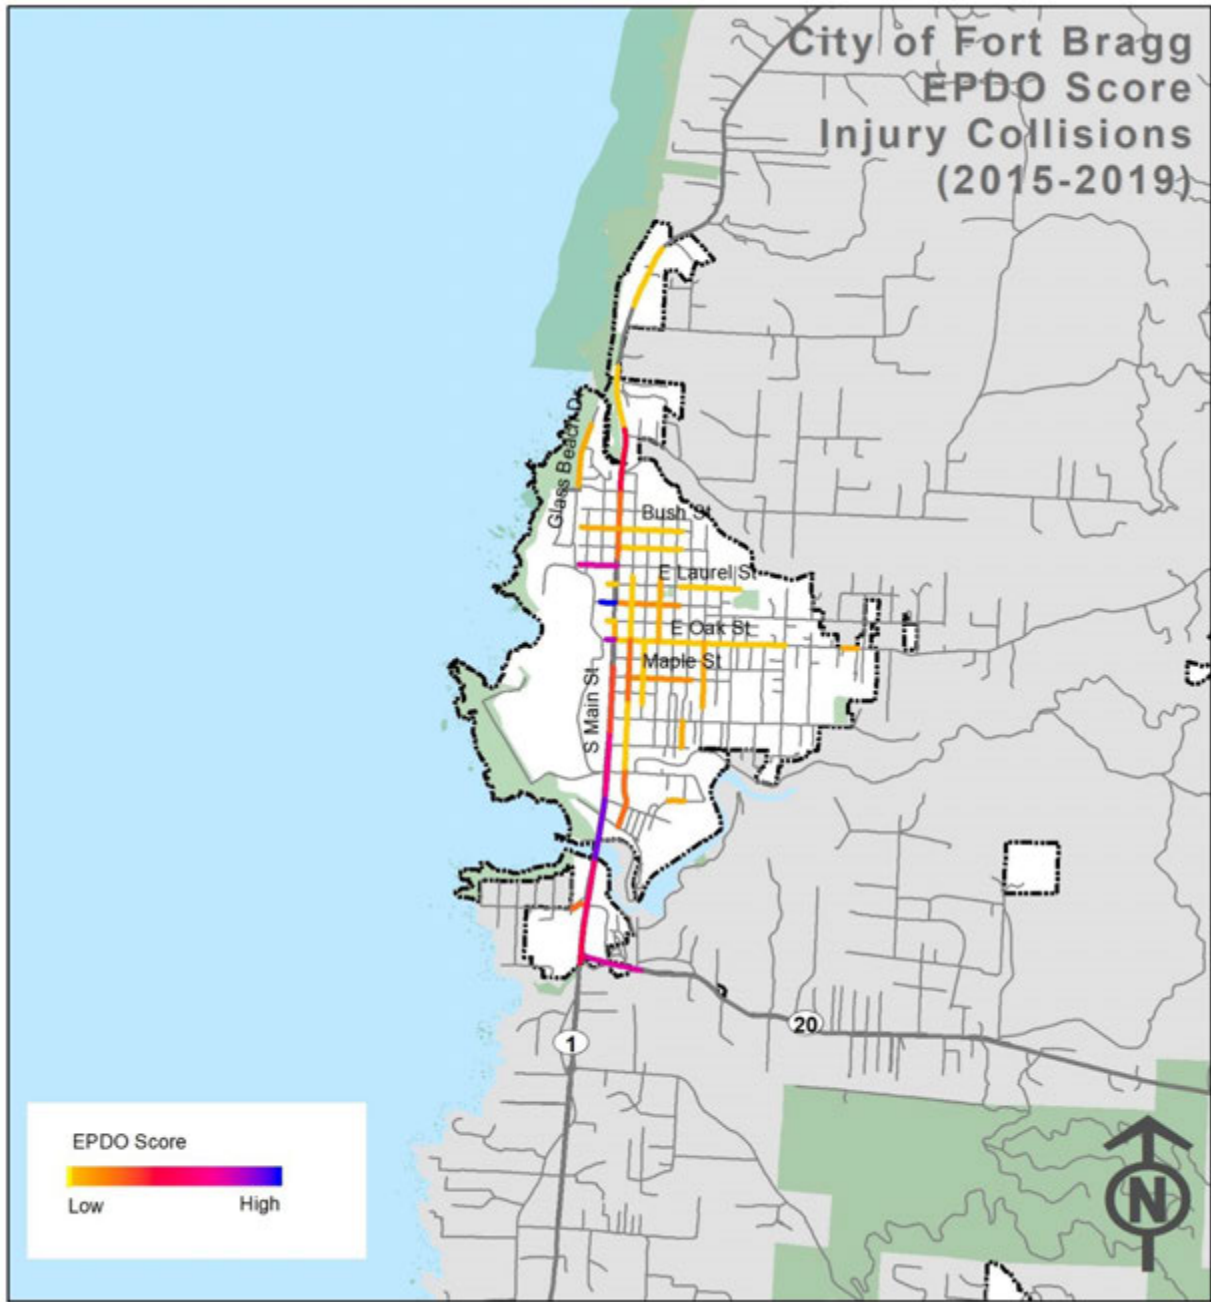 City of Fort Bragg
EPDO Score
Injury Collisions
(2015-2019)
Glass Beach Dr
Bush St
E Laurel St
E Oak St
Maple St
S Main St
20
1
EPDO Score
Low
High
N